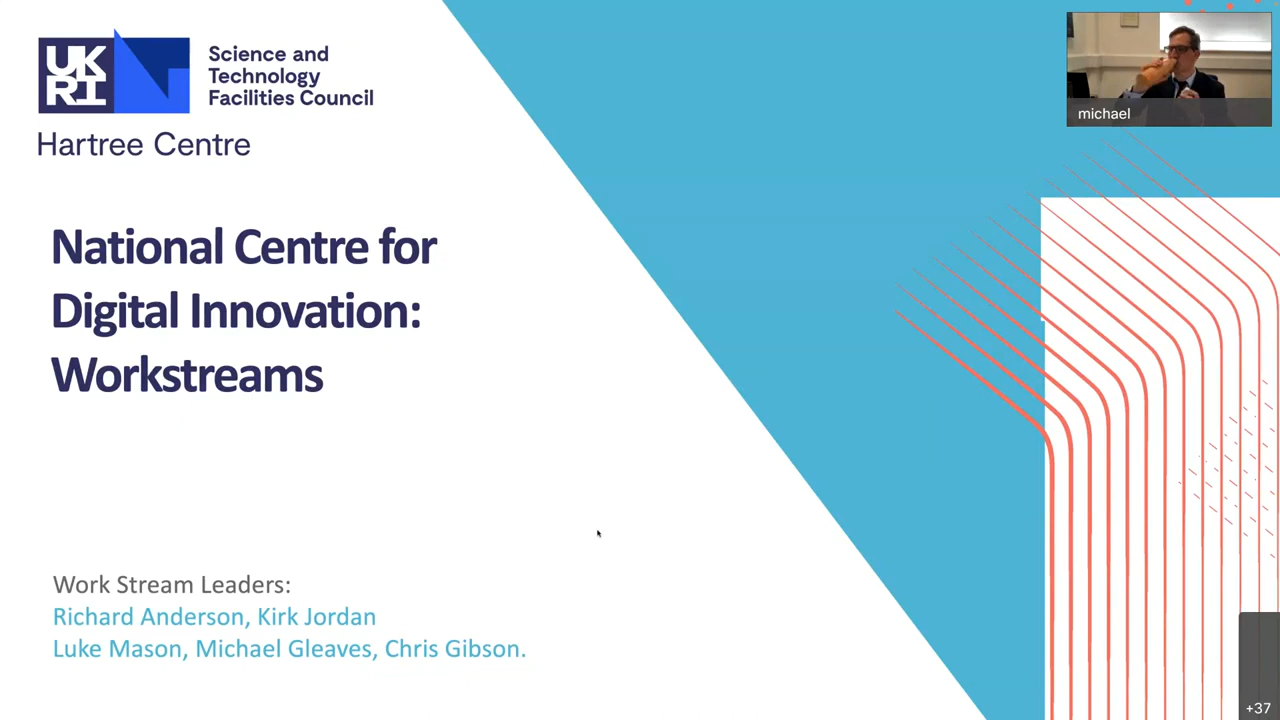 UK
RI
Science and
Technology
Facilities Council
Hartree Centre
michael
National Centre for
Digital Innovation:
Workstreams
Work Stream Leaders:
Richard Anderson, Kirk Jordan
Luke Mason, Michael Gleaves, Chris Gibson.
+37